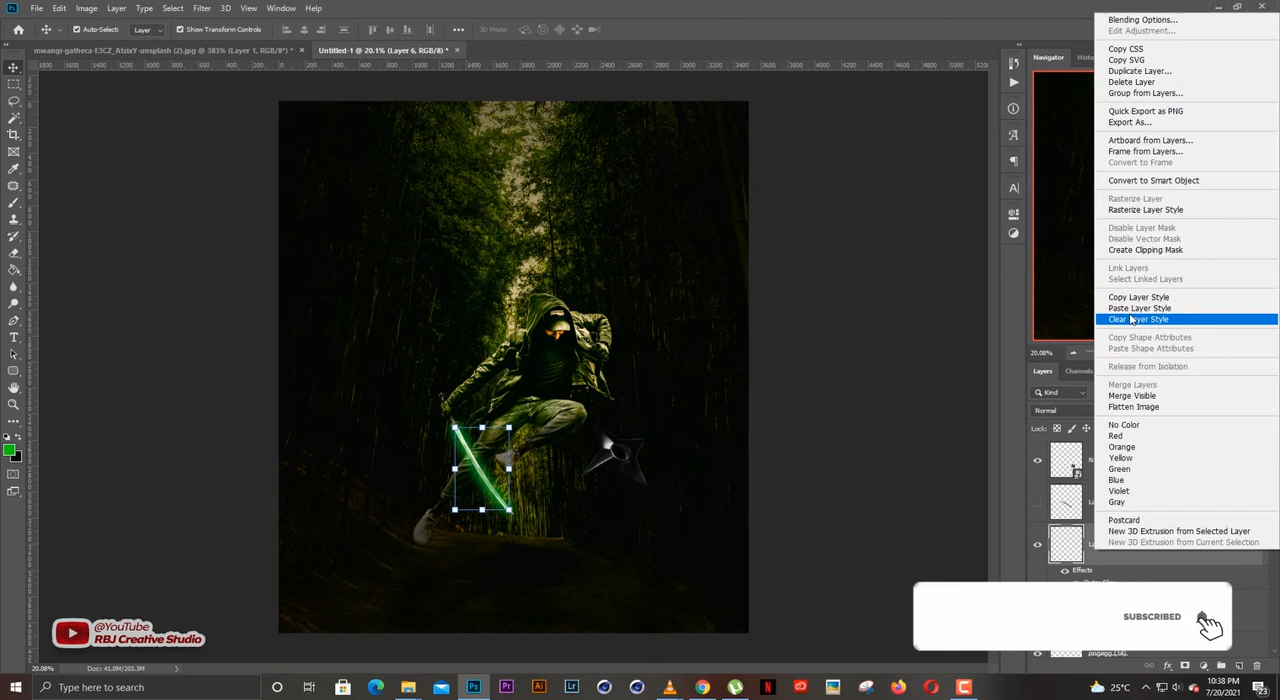 File Edit Image Layer Type Select Filter 3D View Window Help
Auto-Select: Layer Show Transform Controls 3D Mode:
mwangi-gatheca-E3CZ_AtzixY-unsplash (2).jpg @ 383% (Layer 1, RGB/8*) * × Untitled-1 @ 20.1% (Layer 6, RGB/8) * ×
Navigator Histo
Blending Options...
Edit Adjustment...
Copy CSS
Copy SVG
Duplicate Layer...
Delete Layer
Group from Layers...
Quick Export as PNG
Export As...
Artboard from Layers...
Frame from Layers...
Convert to Frame
Convert to Smart Object
Rasterize Layer
Rasterize Layer Style
Disable Layer Mask
Disable Vector Mask
Create Clipping Mask
Link Layers
Select Linked Layers
Copy Layer Style
Paste Layer Style
Clear Layer Style
Copy Shape Attributes
Paste Shape Attributes
Release from Isolation
Merge Layers
Merge Visible
Flatten Image
No Color
Red
Orange
Yellow
Green
Blue
Violet
Gray
Postcard
New 3D Extrusion from Selected Layer
New 3D Extrusion from Current Selection
20.08%
Layers Channels
Kind
Normal
Lock:
Effects
SUBSCRIBED
@YouTube
RBJ Creative Studio
20.08% Doc: 41.0M/203.3M
Type here to search
25°C
10:38 PM
7/20/2021